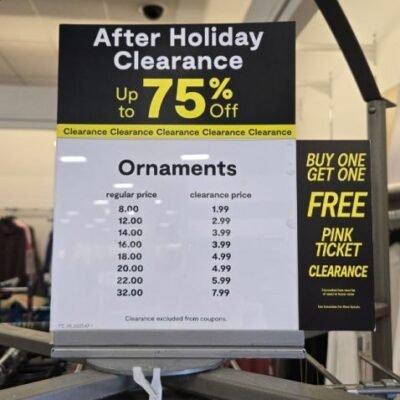 After Holiday
Clearance
Up to 75% Off
Clearance Clearance Clearance Clearance Clearance
Ornaments
regular price clearance price
8.00 1.99
12.00 2.99
14.00 3.99
16.00 3.99
18.00 4.99
20.00 4.99
22.00 5.99
32.00 7.99
Clearance excluded from coupons.
BUY ONE
GET ONE
FREE
PINK
TICKET
CLEARANCE